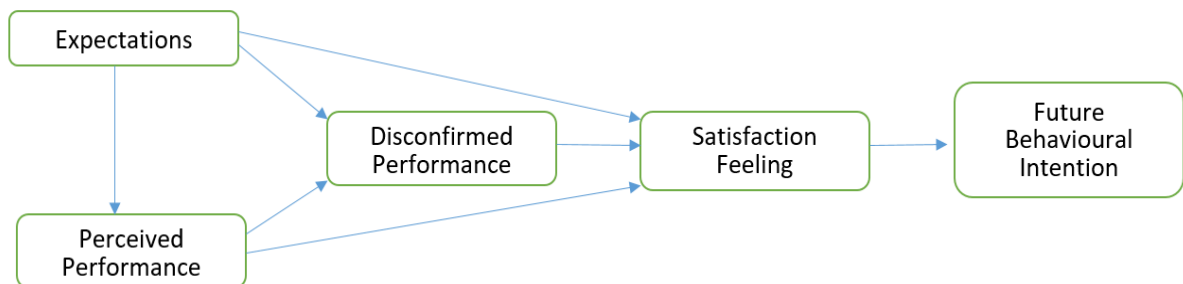 Expectations
Disconfirmed
Performance
Satisfaction
Feeling
Future
Behavioural
Intention
Perceived
Performance